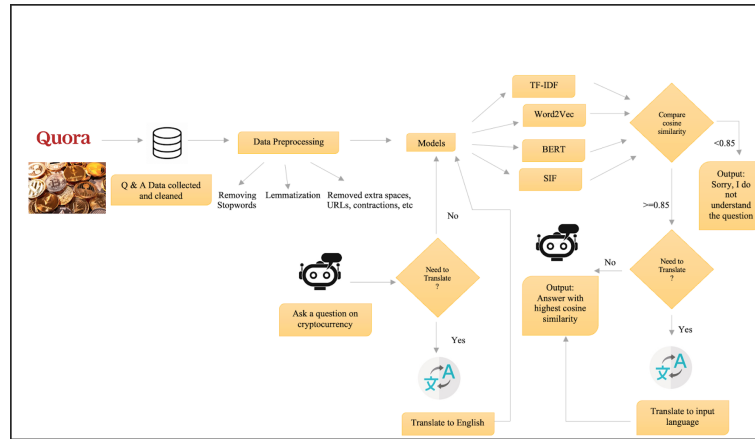 Quora
Q & A Data collected
and cleaned
Data Preprocessing
Removing
Stopwords
Lemmatization
Removed extra spaces,
URLs, contractions, etc
Models
TF-IDF
Word2Vec
BERT
SIF
Compare
cosine
similarity
<0.85
Output:
Sorry, I do
not
understand
the question
>=0.85
No
Ask a question on
cryptocurrency
Need to
Translate
?
Yes
文 A
Translate to English
Need to
Translate
?
No
Output:
Answer with
highest cosine
similarity
Yes
文 A
Translate to input
language